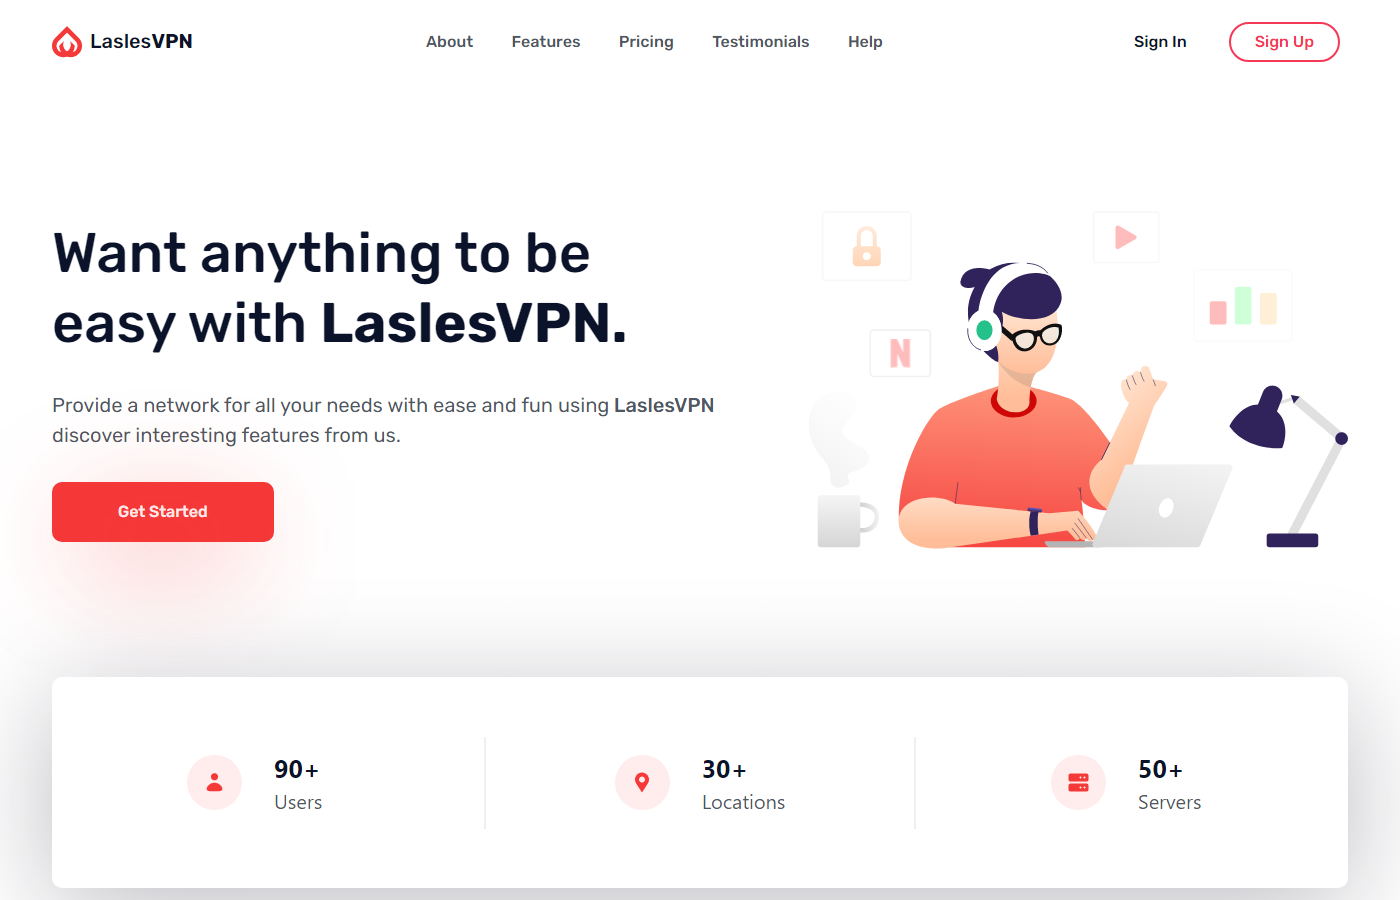 LaslesVPN
About Features Pricing Testimonials Help
Sign In Sign Up
Want anything to be
easy with LaslesVPN.
Provide a network for all your needs with ease and fun using LaslesVPN
discover interesting features from us.
Get Started
N
90+
Users
30+
Locations
50+
Servers